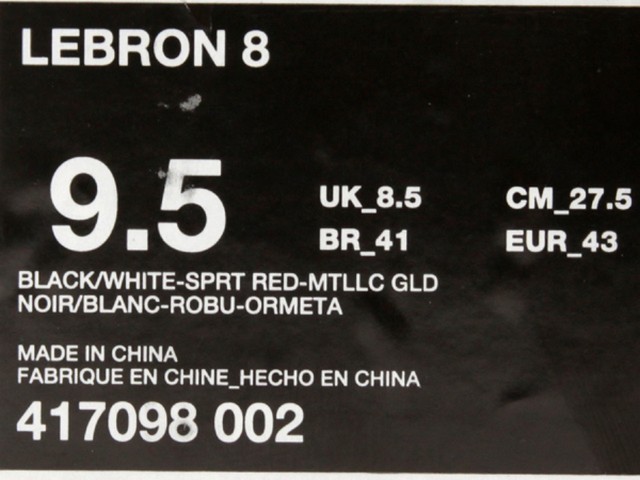 LEBRON 8
9.5
UK_8.5 CM_27.5
BR_41 EUR_43
BLACK/WHITE-SPRT RED-MTLLC GLD
NOIR/BLANC-ROBU-ORMETA
MADE IN CHINA
FABRIQUE EN CHINE_HECHO EN CHINA
417098 002